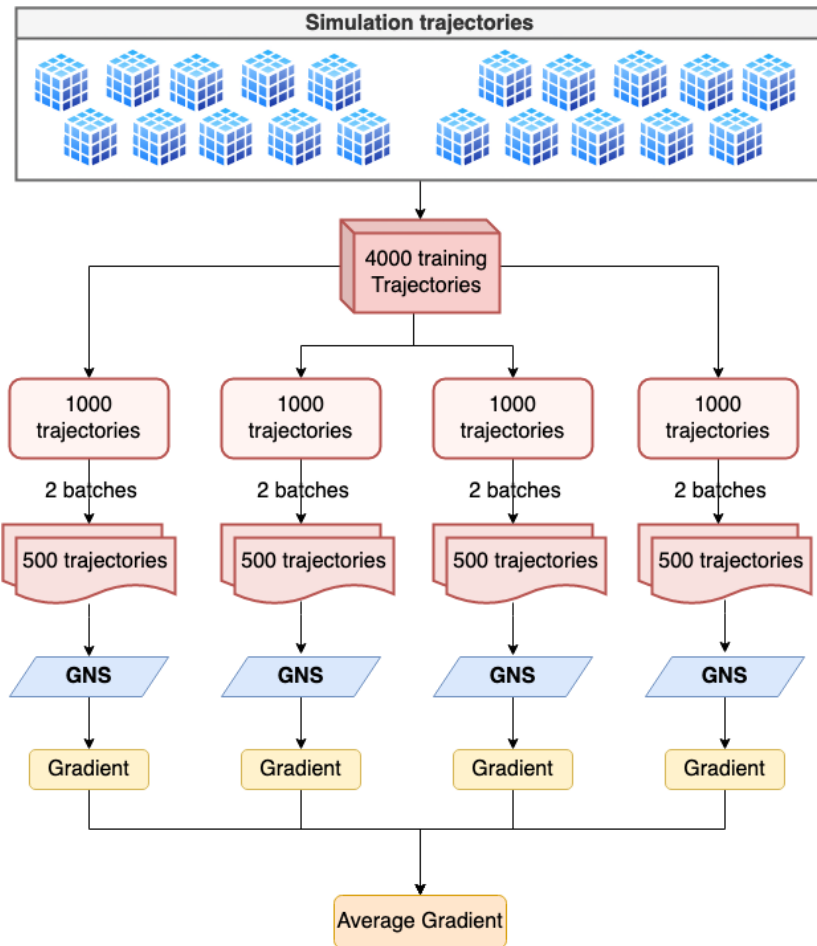 Simulation trajectories
4000 training
Trajectories
1000
trajectories
1000
trajectories
1000
trajectories
1000
trajectories
2 batches
2 batches
2 batches
2 batches
500 trajectories
500 trajectories
500 trajectories
500 trajectories
GNS
GNS
GNS
GNS
Gradient
Gradient
Gradient
Gradient
Average Gradient